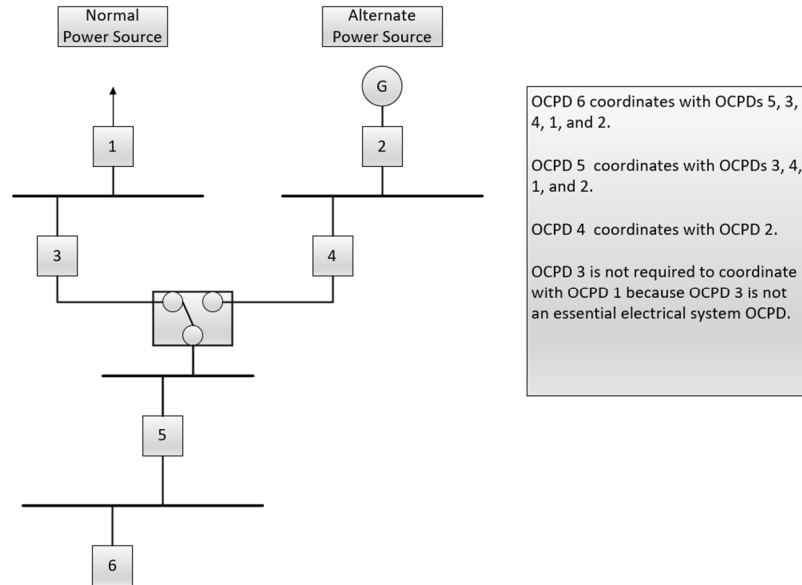 Normal
Power Source
Alternate
Power Source
G
1
2
3
4
5
6
OCPD 6 coordinates with OCPDs 5, 3,
4, 1, and 2.
OCPD 5  coordinates with OCPDs 3, 4,
1, and 2.
OCPD 4  coordinates with OCPD 2.
OCPD 3 is not required to coordinate
with OCPD 1 because OCPD 3 is not
an essential electrical system OCPD.